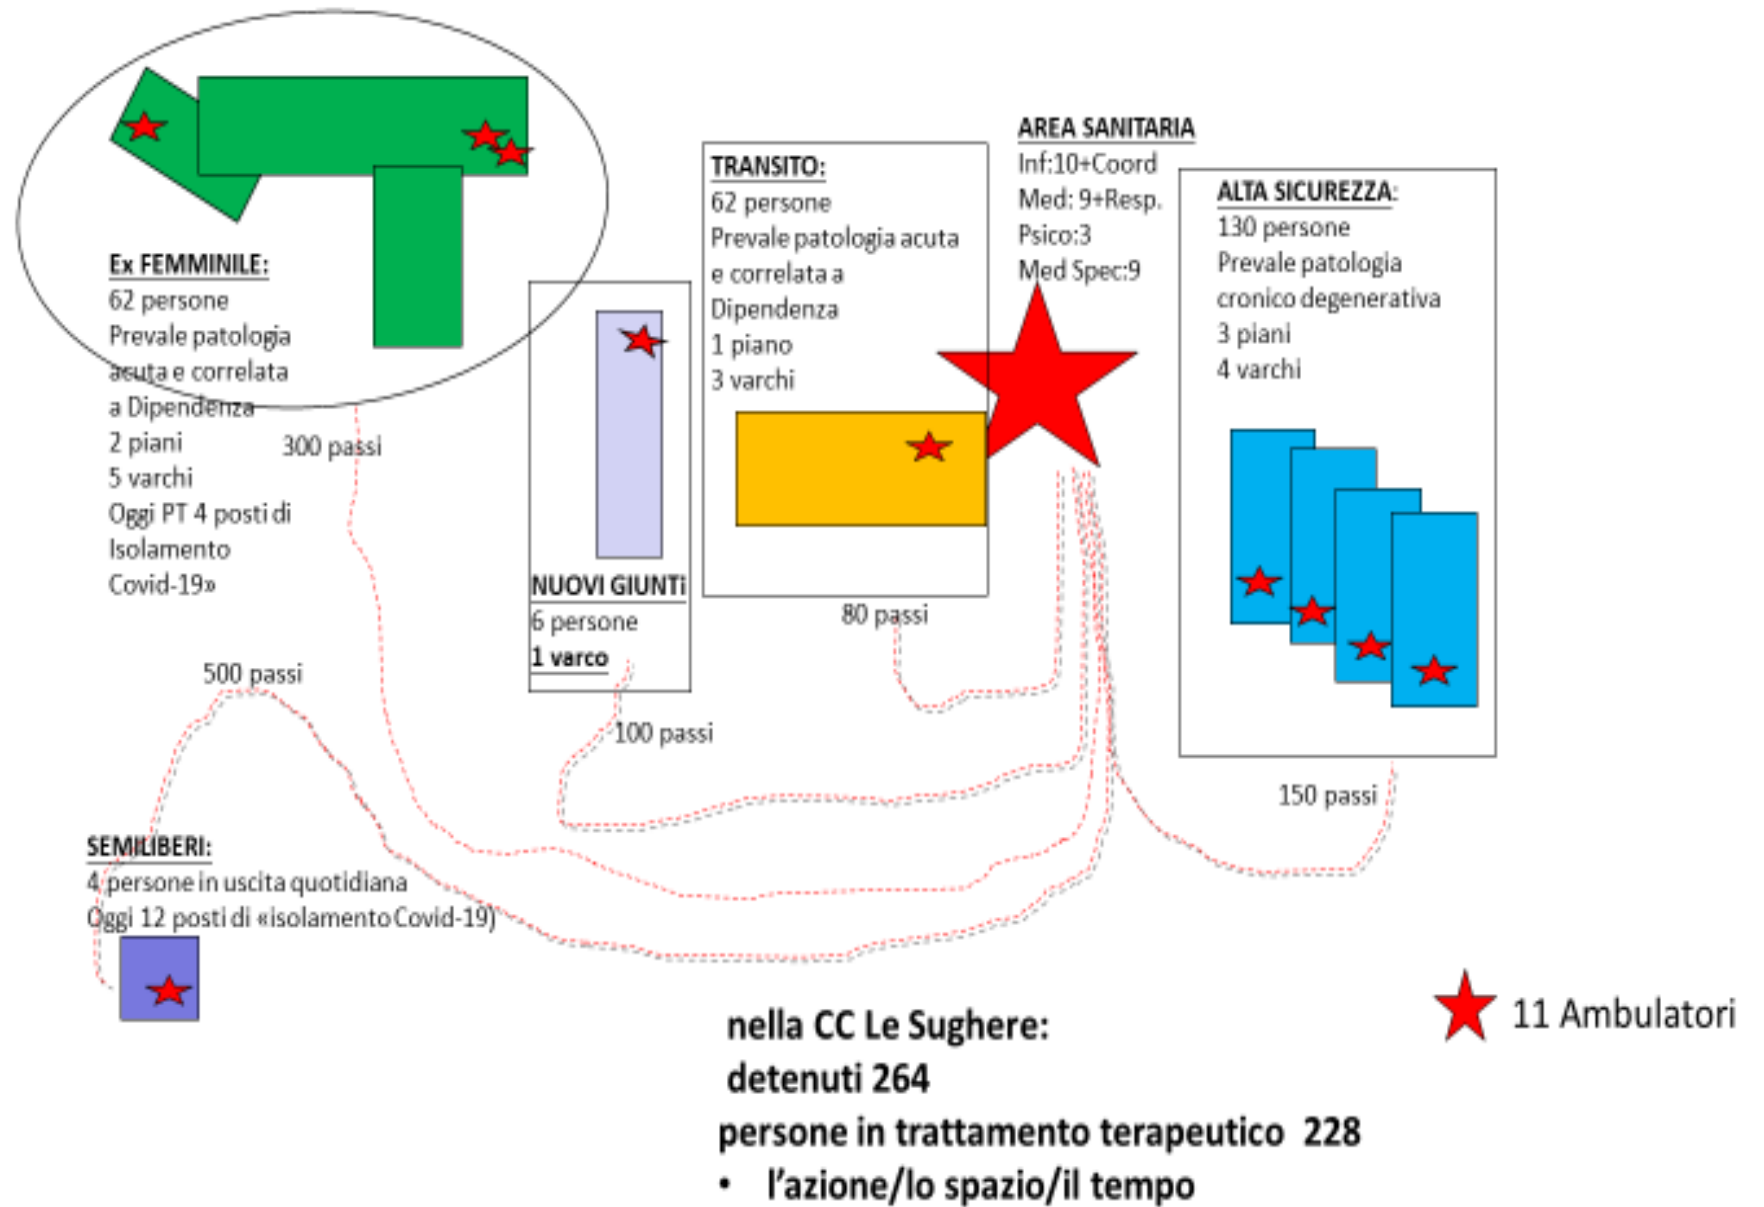 Ex FEMMINILE:
62 persone
Prevale patologia
acuta e correlata
a Dipendenza
2 piani
5 varchi
Oggi PT 4 posti di
Isolamento
Covid-19»
300 passi
NUOVI GIUNTi
6 persone
1 varco
100 passi
TRANSITO:
62 persone
Prevale patologia acuta
e correlata a
Dipendenza
1 piano
3 varchi
80 passi
AREA SANITARIA
Inf:10+Coord
Med: 9+Resp.
Psico:3
Med Spec:9
ALTA SICUREZZA:
130 persone
Prevale patologia
cronico degenerativa
3 piani
4 varchi
150 passi
500 passi
SEMILIBERI:
4 persone in uscita quotidiana
Oggi 12 posti di «isolamento Covid-19)
11 Ambulatori
nella CC Le Sughere:
detenuti 264
persone in trattamento terapeutico 228
• l'azione/lo spazio/il tempo